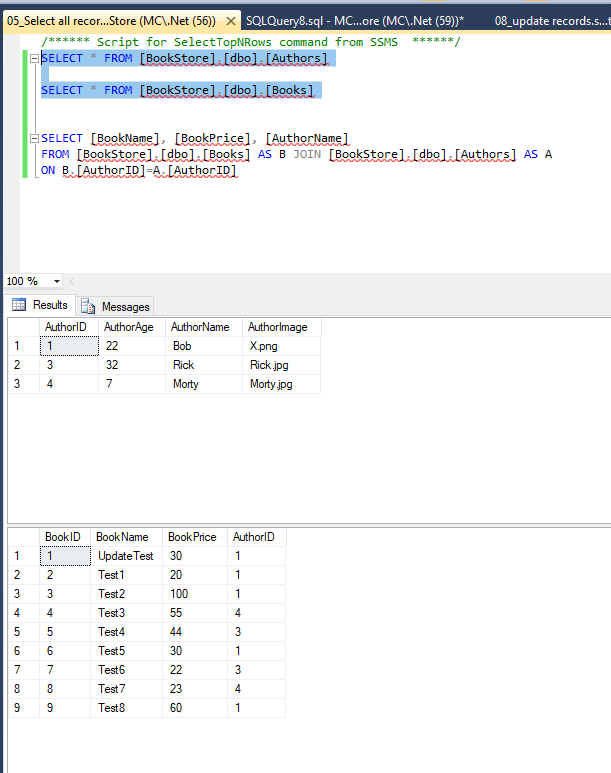 05_Select all recor...Store (MC\.Net (56)) × SQLQuery8.sql - MC...ore (MC\.Net (59))* 08_update records.s...t
/****** Script for SelectTopNRows command from SSMS ******/
SELECT * FROM [BookStore].[dbo].[Authors]
SELECT * FROM [BookStore].[dbo].[Books]
SELECT [BookName], [BookPrice], [AuthorName]
FROM [BookStore].[dbo].[Books] AS B JOIN [BookStore].[dbo].[Authors] AS A
ON B.[AuthorID]=A.[AuthorID]
100 %
Results Messages
AuthorID AuthorAge AuthorName AuthorImage
1 1 22 Bob X.png
2 3 32 Rick Rick.jpg
3 4 7 Morty Morty.jpg
BookID BookName BookPrice AuthorID
1 1 UpdateTest 30 1
2 2 Test1 20 1
3 3 Test2 100 1
4 4 Test3 55 4
5 5 Test4 44 3
6 6 Test5 30 1
7 7 Test6 22 3
8 8 Test7 23 4
9 9 Test8 60 1